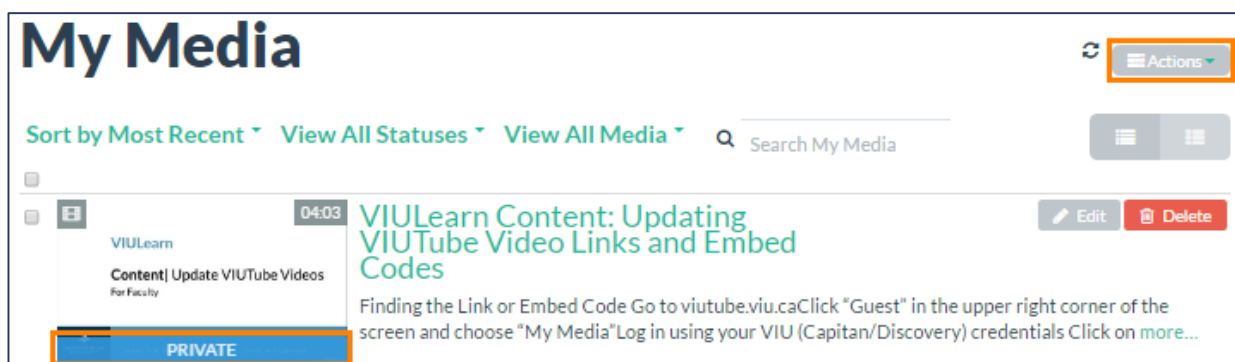 My Media
Actions
Sort by Most Recent View All Statuses View All Media Search My Media
04:03
VIULearn
Content| Update VIUTube Videos
For Faculty
PRIVATE
VIULearn Content: Updating
VIUTube Video Links and Embed
Codes
Edit Delete
Finding the Link or Embed Code Go to viutube.viu.caClick “Guest” in the upper right corner of the
screen and choose “My Media”Log in using your VIU (Capitan/Discovery) credentials Click on more...